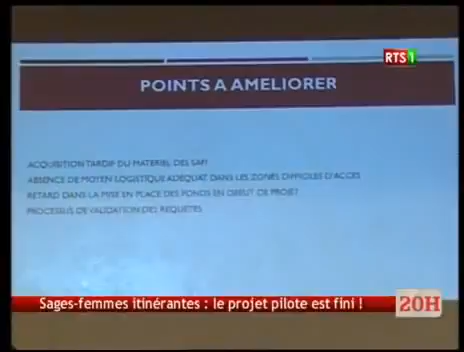 RTS1
POINTS A AMELIORER
ACQUISITION TARDIF DU MATERIEL DES SAFI
ABSENCE DE MOYEN LOGISTIQUE ADEQUAT DANS LES ZONES DIFFICILES D'ACCES
RETARD DANS LA MISE EN PLACE DES FONDS EN DEBUT DE PROJET
PROCESSUS DE VALIDATION DES REQUETES
Sages-femmes itinérantes : le projet pilote est fini !
20H